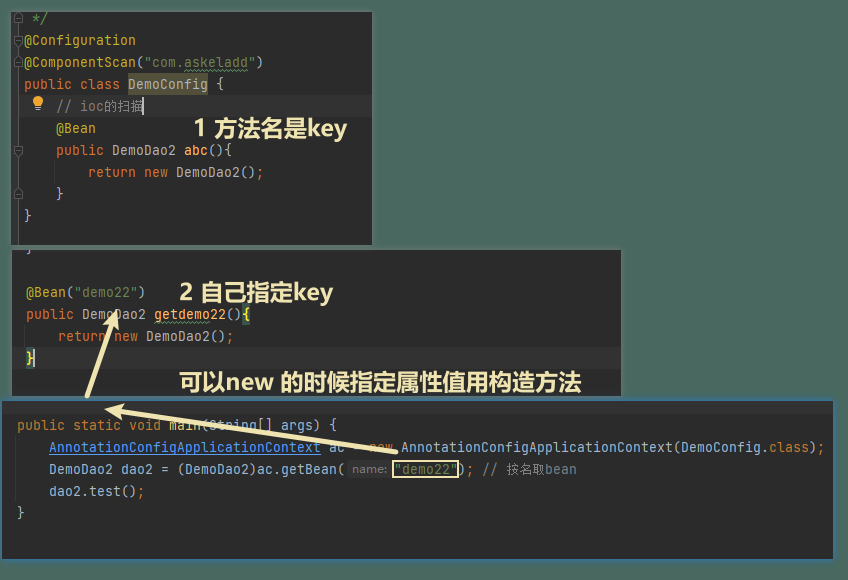 */
@Configuration
@ComponentScan("com.askeladd")
public class DemoConfig {
// ioc的扫描
@Bean
1 方法名是key
public DemoDao2 abc(){
return new DemoDao2();
}
}
@Bean("demo22")
2 自己指定key
public DemoDao2 getdemo22(){
return new DemoDao2();
}
可以new 的时候指定属性值用构造方法
public static void main(String[] args) {
AnnotationConfigApplicationContext ac = new AnnotationConfigApplicationContext(DemoConfig.class);
DemoDao2 dao2 = (DemoDao2)ac.getBean( name: "demo22"); // 按名取bean
dao2.test();
}